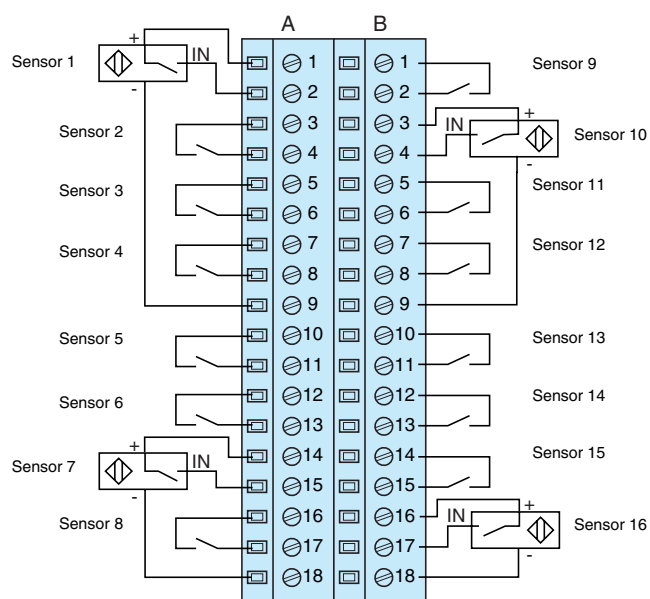 A B
+ 1 1
Sensor 1 IN Sensor 9
2 2
- 3 3 +
Sensor 2 IN Sensor 10
4 4
-
5 5
Sensor 3 Sensor 11
6 6
7 7
Sensor 4 Sensor 12
8 8
9 9
10 10
Sensor 5 Sensor 13
11 11
12 12
Sensor 6 Sensor 14
13 13
+ 14 14
Sensor 7 IN Sensor 15
15 15
- 16 16 +
Sensor 8 IN Sensor 16
17 17
-
18 18